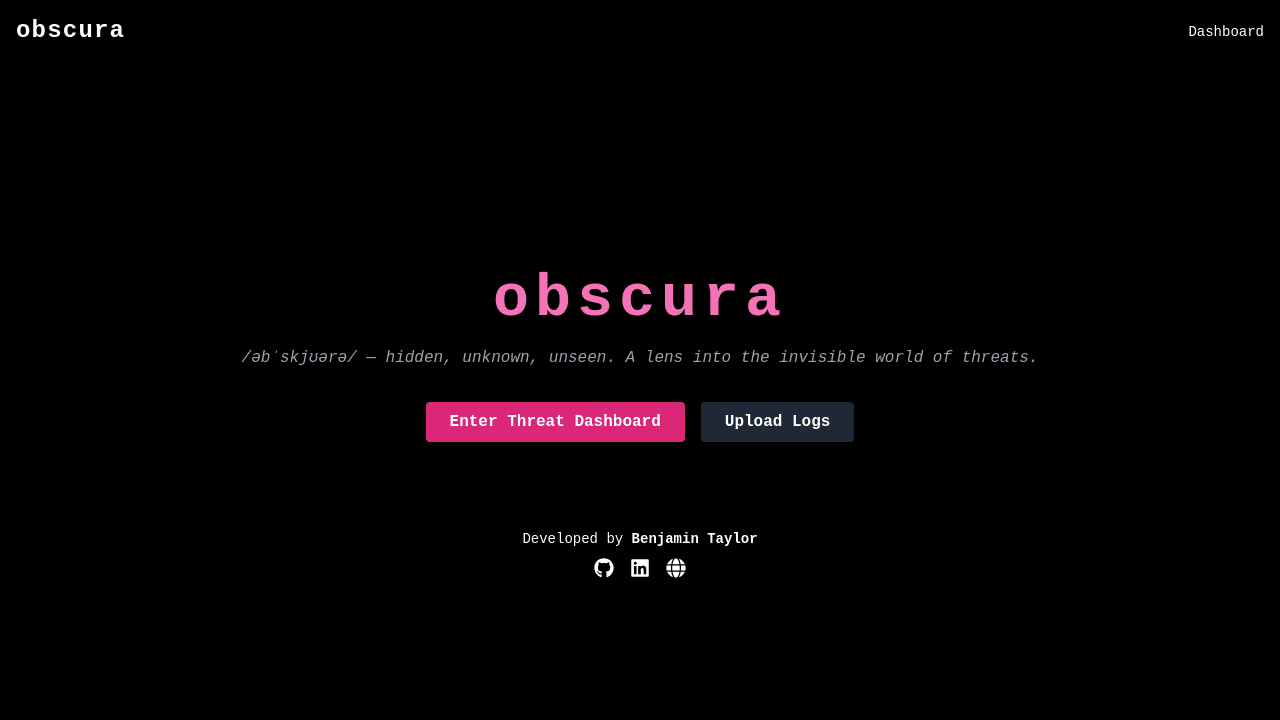 obscura
Dashboard
obscura
/əbˈskjʊərə/ — hidden, unknown, unseen. A lens into the invisible world of threats.
Enter Threat Dashboard
Upload Logs
Developed by Benjamin Taylor